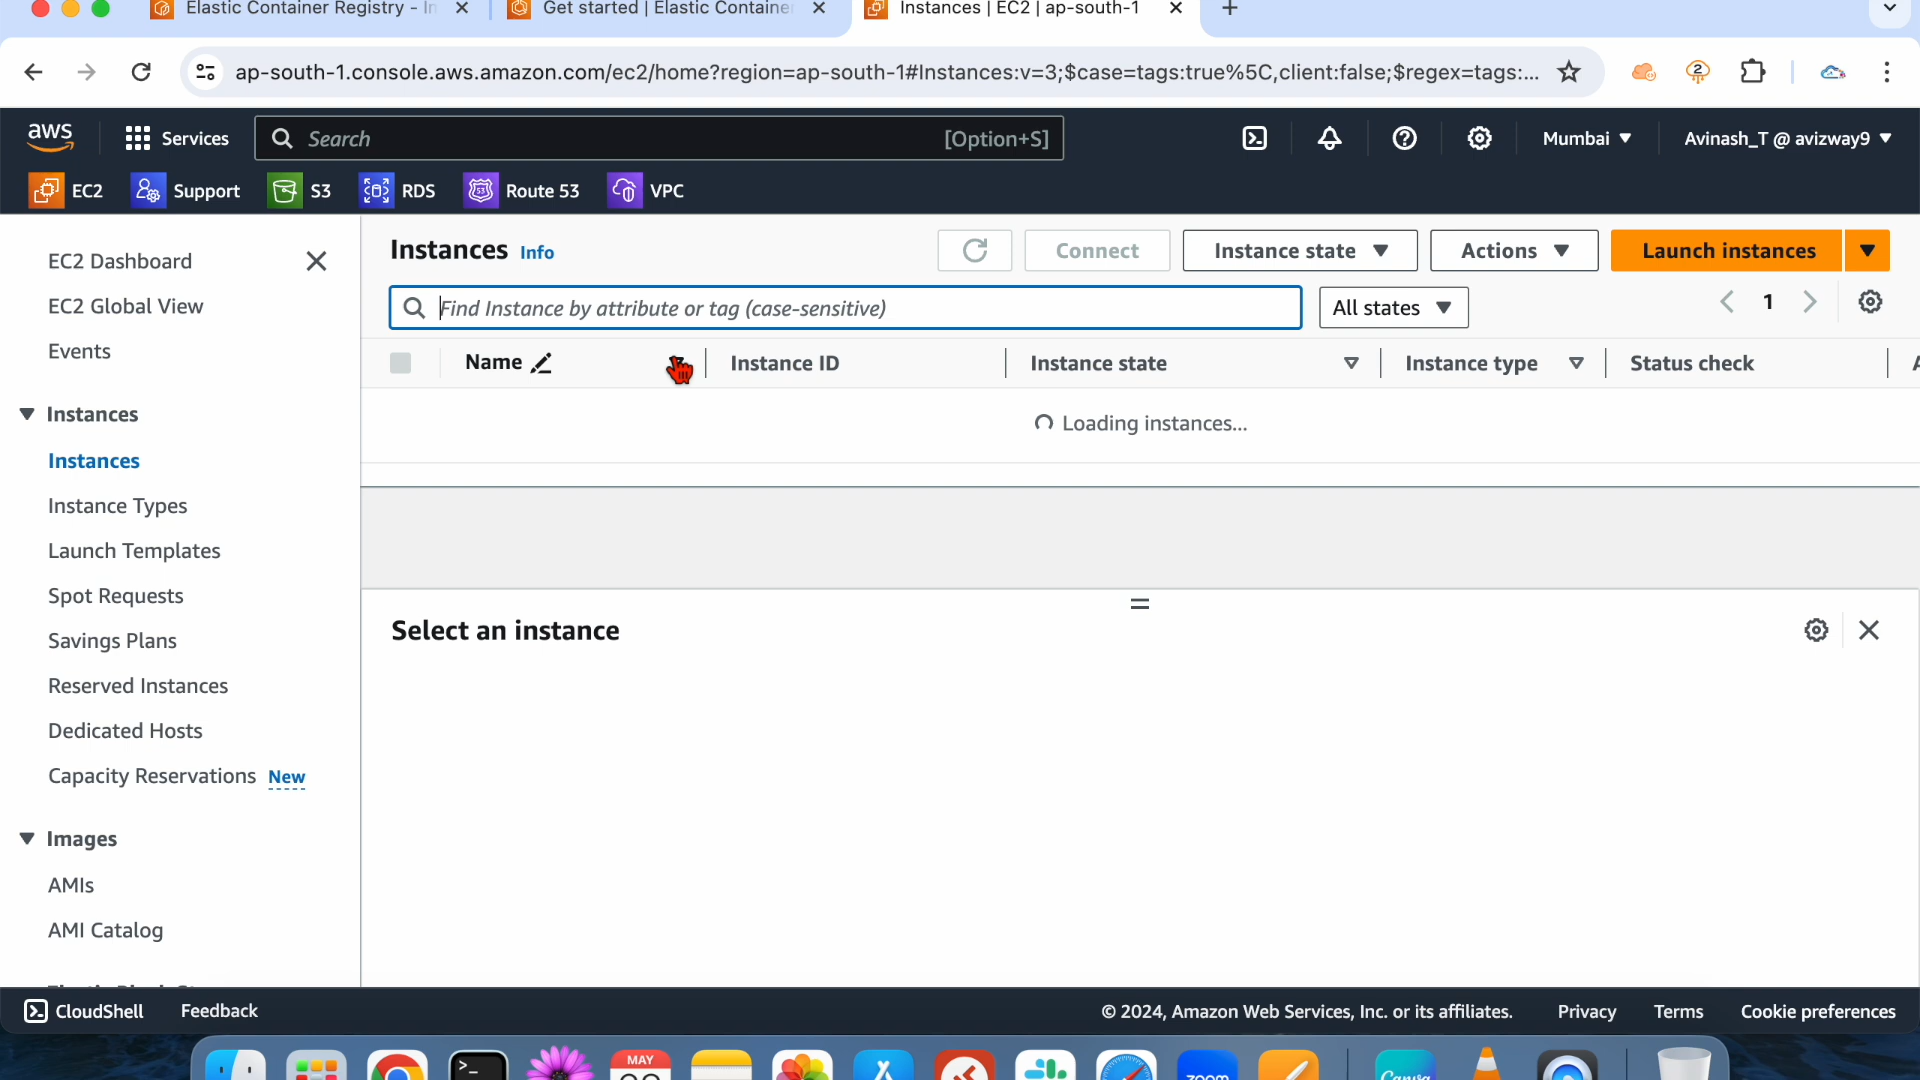 Elastic Container Registry - In
Get started | Elastic Container
Instances | EC2 | ap-south-1
ap-south-1.console.aws.amazon.com/ec2/home?region=ap-south-1#Instances:v=3;$case=tags:true%5C,client:false;$regex=tags:...
2
aws
Services
Search
[Option+S]
Mumbai
Avinash_T @ avizway9
EC2
Support
S3
RDS
53
Route 53
VPC
EC2 Dashboard
EC2 Global View
Events
Instances
Instances
Instance Types
Launch Templates
Spot Requests
Savings Plans
Reserved Instances
Dedicated Hosts
Capacity Reservations New
Images
AMIs
AMI Catalog
Instances Info
Connect
Instance state
Actions
Launch instances
Find Instance by attribute or tag (case-sensitive)
All states
1
Name
Instance ID
Instance state
Instance type
Status check
A
Loading instances...
Select an instance
CloudShell
Feedback
© 2024, Amazon Web Services, Inc. or its affiliates.
Privacy
Terms
Cookie preferences
MAY
zoom
Canva